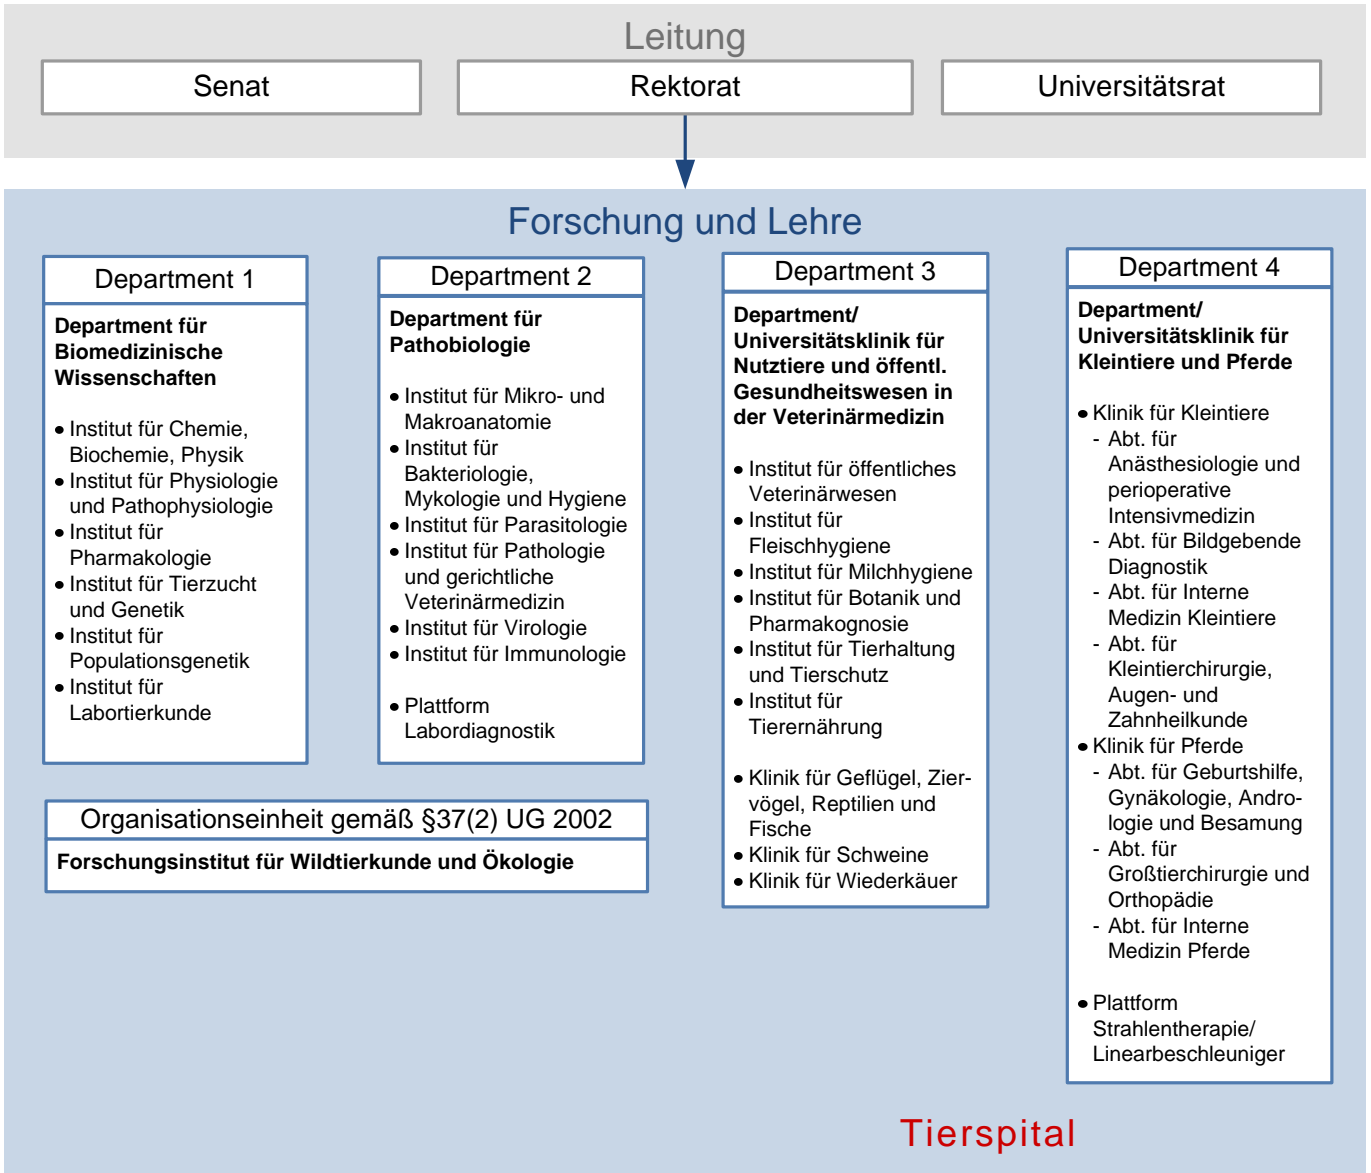 Leitung
Senat
Rektorat
Universitätsrat
Forschung und Lehre
Department 1
Department für
Biomedizinische
Wissenschaften
• Institut für Chemie,
Biochemie, Physik
• Institut für Physiologie
und Pathophysiologie
• Institut für
Pharmakologie
• Institut für Tierzucht
und Genetik
• Institut für
Populationsgenetik
• Institut für
Labortierkunde
Department 2
Department für
Pathobiologie
• Institut für Mikro- und
Makroanatomie
• Institut für
Bakteriologie,
Mykologie und Hygiene
• Institut für Parasitologie
• Institut für Pathologie
und gerichtliche
Veterinärmedizin
• Institut für Virologie
• Institut für Immunologie
• Plattform
Labordiagnostik
Organisationseinheit gemäß §37(2) UG 2002
Forschungsinstitut für Wildtierkunde und Ökologie
Department 3
Department/
Universitätsklinik für
Nutztiere und öffentl.
Gesundheitswesen in
der Veterinärmedizin
• Institut für öffentliches
Veterinärwesen
• Institut für
Fleischhygiene
• Institut für Milchhygiene
• Institut für Botanik und
Pharmakognosie
• Institut für Tierhaltung
und Tierschutz
• Institut für
Tierernährung
• Klinik für Geflügel, Zier-
vögel, Reptilien und
Fische
• Klinik für Schweine
• Klinik für Wiederkäuer
Department 4
Department/
Universitätsklinik für
Kleintiere und Pferde
• Klinik für Kleintiere
- Abt. für
Anästhesiologie und
perioperative
Intensivmedizin
- Abt. für Bildgebende
Diagnostik
- Abt. für Interne
Medizin Kleintiere
- Abt. für
Kleintierchirurgie,
Augen- und
Zahnheilkunde
• Klinik für Pferde
- Abt. für Geburtshilfe,
Gynäkologie, Andro-
logie und Besamung
- Abt. für
Großtierchirurgie und
Orthopädie
- Abt. für Interne
Medizin Pferde
• Plattform
Strahlentherapie/
Linearbeschleuniger
Tierspital